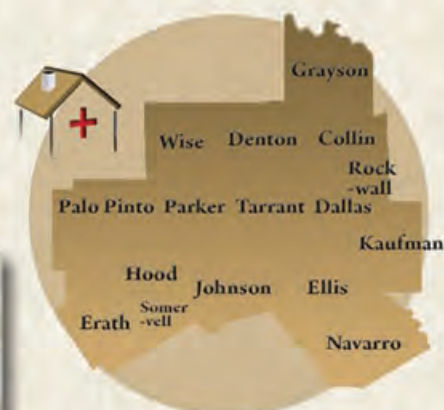 Grayson
Wise Denton Collin
Rock
-wall
Palo Pinto Parker Tarrant Dallas
Kaufman
Hood Johnson Ellis
Somer
-vell
Erath
Navarro